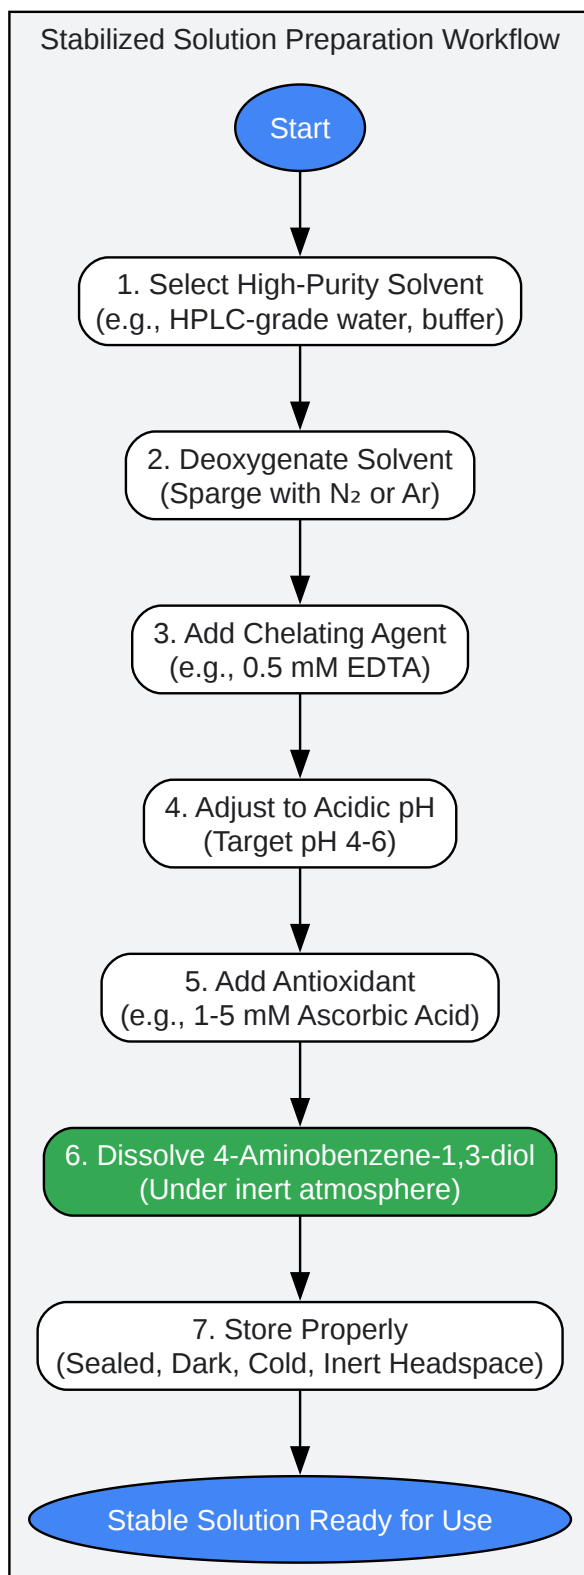 Stabilized Solution Preparation Workflow
Start
1. Select High-Purity Solvent
(e.g., HPLC-grade water, buffer)
2. Deoxygenate Solvent
(Sparge with N₂ or Ar)
3. Add Chelating Agent
(e.g., 0.5 mM EDTA)
4. Adjust to Acidic pH
(Target pH 4-6)
5. Add Antioxidant
(e.g., 1-5 mM Ascorbic Acid)
6. Dissolve 4-Aminobenzene-1,3-diol
(Under inert atmosphere)
7. Store Properly
(Sealed, Dark, Cold, Inert Headspace)
Stable Solution Ready for Use